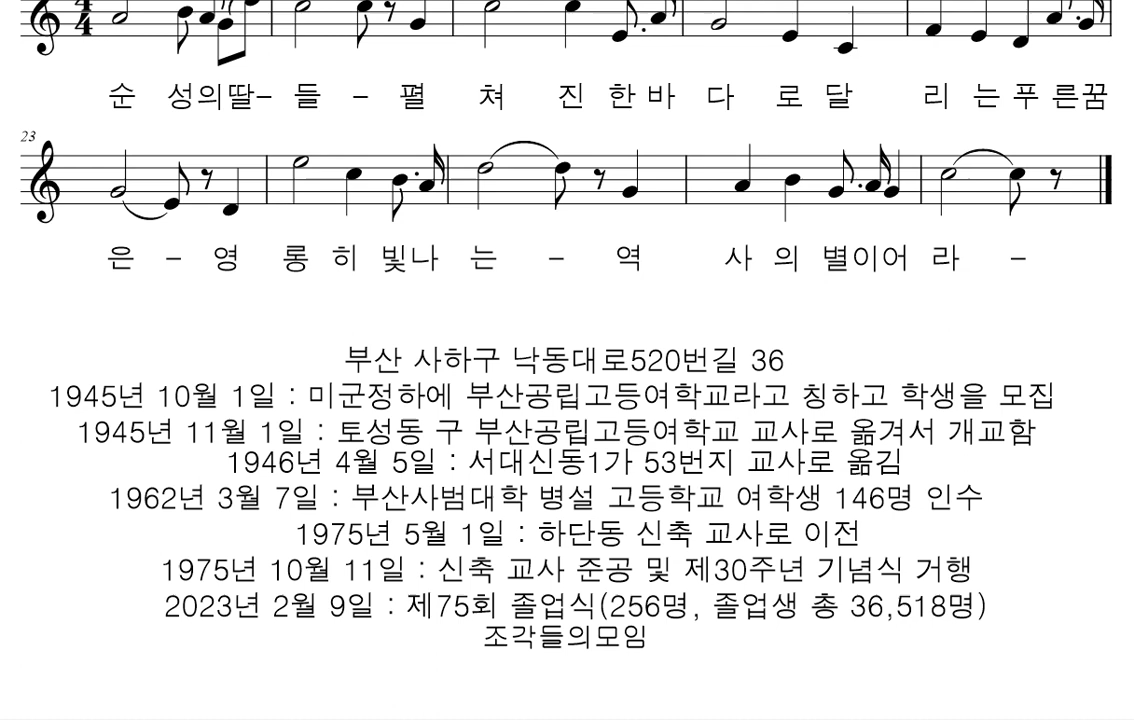 순 성의딸– 들 – 펼 쳐 진 한바 다 로 달 리 는 푸 른꿈
23
은 – 영 롱 히 빛나 는 – 역 사 의 별이어 라 –
부산 사하구 낙동대로520번길 36
1945년 10월 1일 : 미군정하에 부산공립고등여학교라고 칭하고 학생을 모집
1945년 11월 1일 : 토성동 구 부산공립고등여학교 교사로 옮겨서 개교함
1946년 4월 5일 : 서대신동1가 53번지 교사로 옮김
1962년 3월 7일 : 부산사범대학 병설 고등학교 여학생 146명 인수
1975년 5월 1일 : 하단동 신축 교사로 이전
1975년 10월 11일 : 신축 교사 준공 및 제30주년 기념식 거행
2023년 2월 9일 : 제75회 졸업식(256명, 졸업생 총 36,518명)
조각들의모임